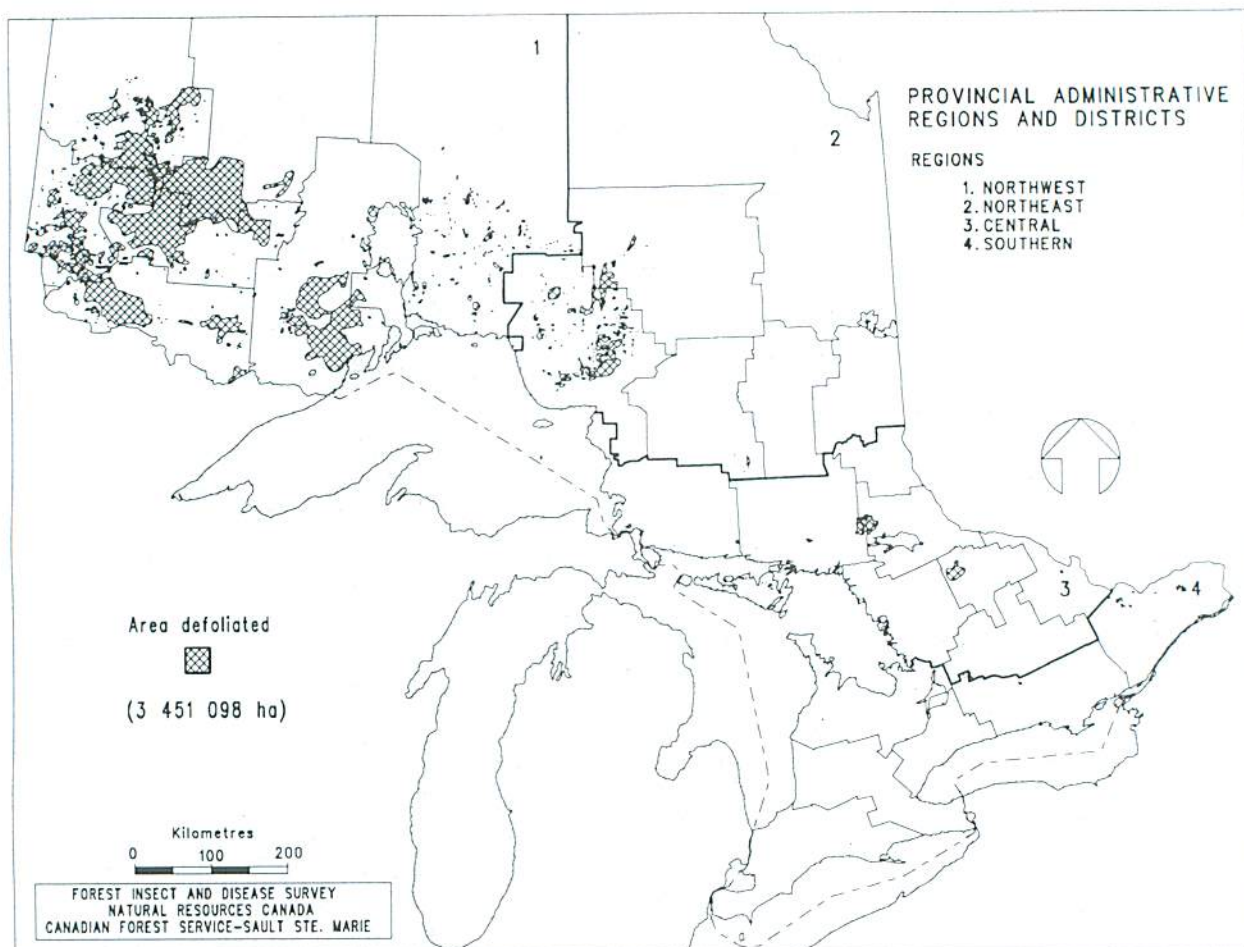 1
2
PROVINCIAL ADMINISTRATIVE
REGIONS AND DISTRICTS
REGIONS
1. NORTHWEST
2. NORTHEAST
3. CENTRAL
4. SOUTHERN
3
4
Area defoliated
(3 451 098 ha)
Kilometres
0 100 200
FOREST INSECT AND DISEASE SURVEY
NATURAL RESOURCES CANADA
CANADIAN FOREST SERVICE-SAULT STE. MARIE